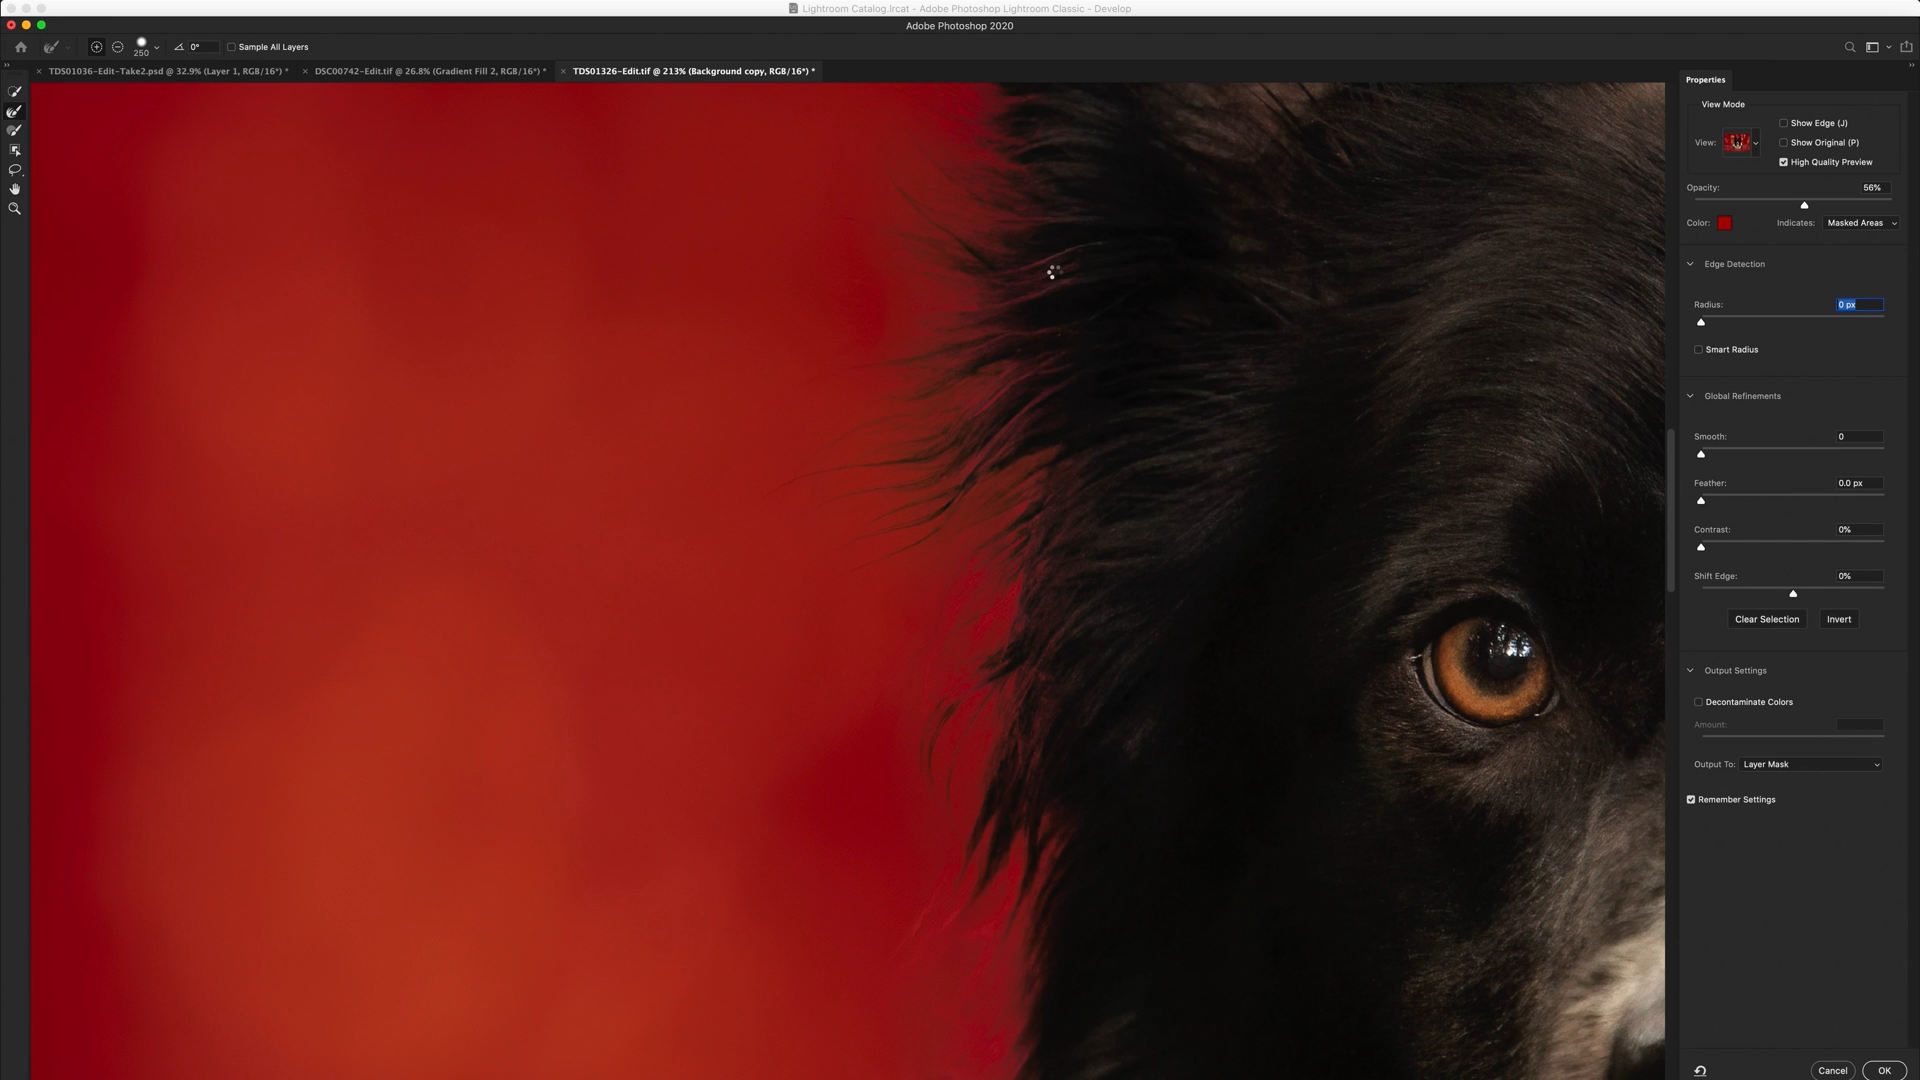 Lightroom Catalog.lrcat - Adobe Photoshop Lightroom Classic - Develop
Adobe Photoshop 2020
250
0°
Sample All Layers
TDS01036-Edit-Take2.psd @ 32.9% (Layer 1, RGB/16*) *
DSC00742-Edit.tif @ 26.8% (Gradient Fill 2, RGB/16*) *
TDS01326-Edit.tif @ 213% (Background copy, RGB/16*) *
Properties
View Mode
View:
Show Edge (J)
Show Original (P)
High Quality Preview
Opacity: 56%
Color: Indicates: Masked Areas
Edge Detection
Radius: 0 px
Smart Radius
Global Refinements
Smooth: 0
Feather: 0.0 px
Contrast: 0%
Shift Edge: 0%
Clear Selection Invert
Output Settings
Decontaminate Colors
Amount:
Output To: Layer Mask
Remember Settings
Cancel OK